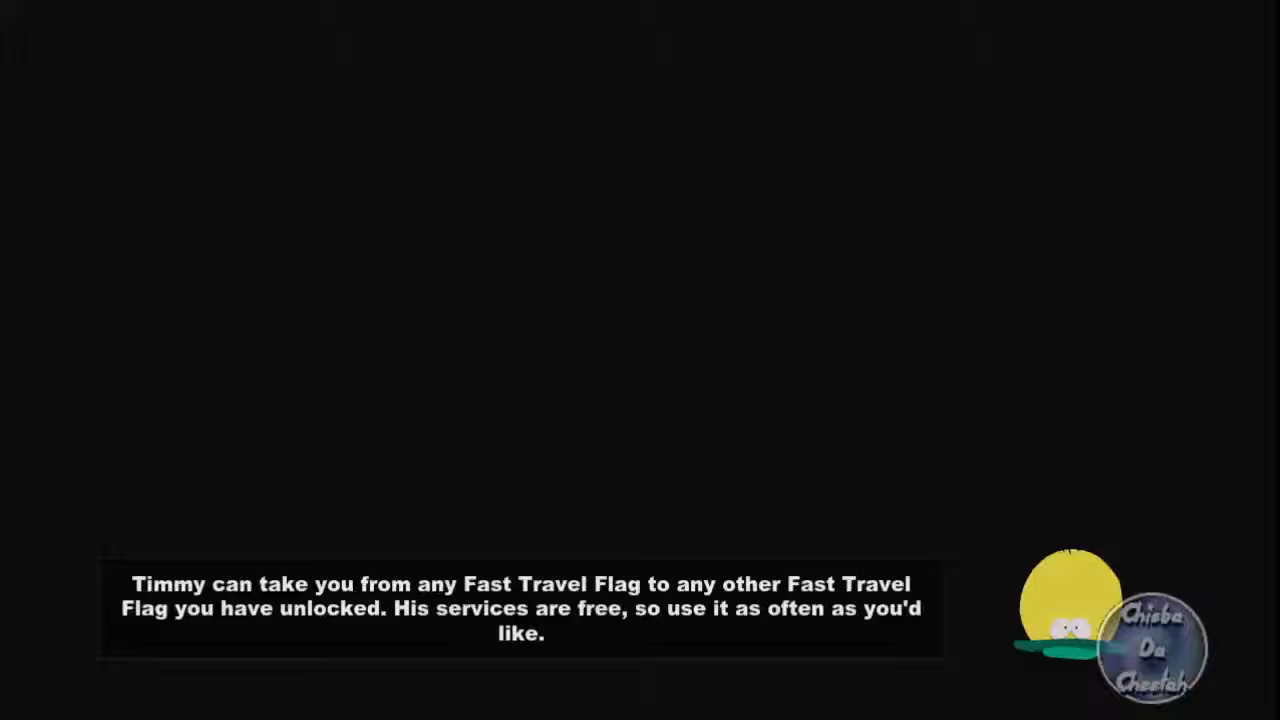 Timmy can take you from any Fast Travel Flag to any other Fast Travel
Flag you have unlocked. His services are free, so use it as often as you'd
like.
Chisba
Da
Cheetah